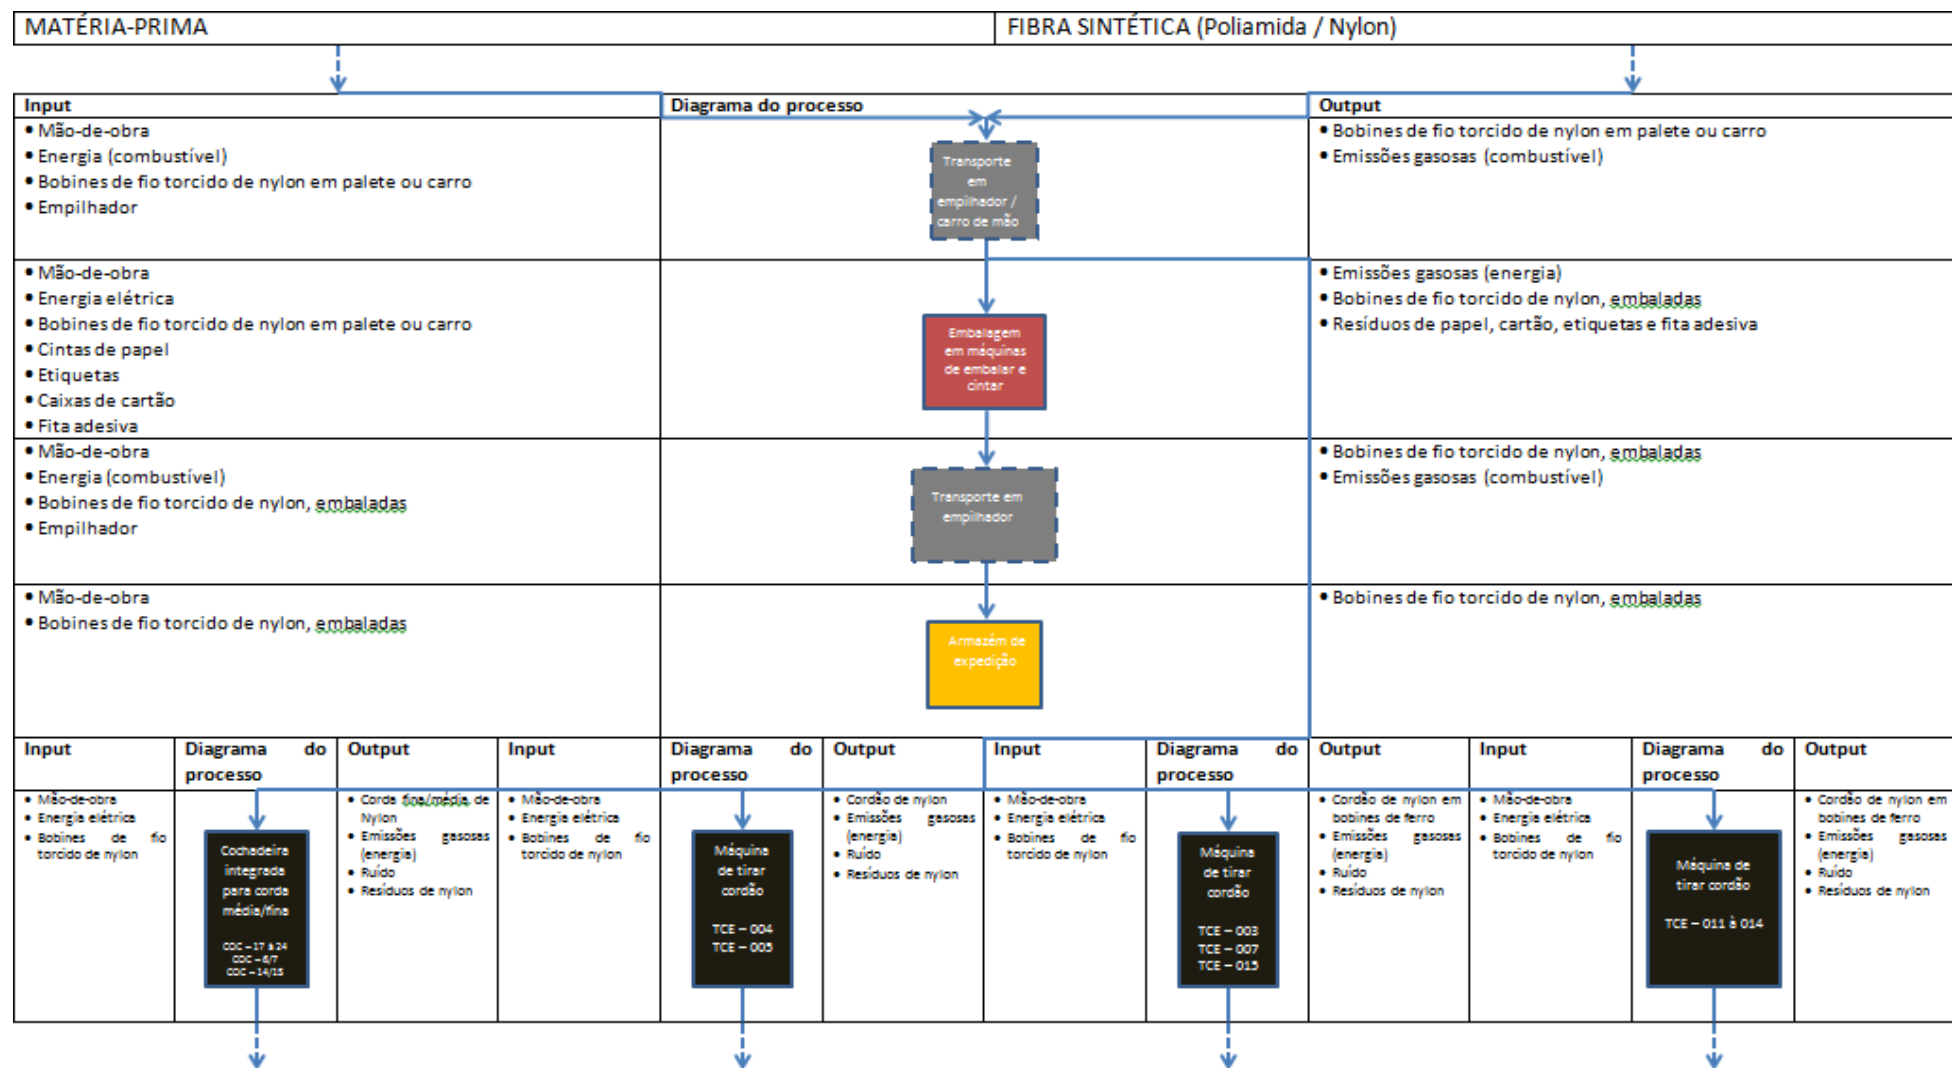 MATÉRIA-PRIMA
FIBRA SINTÉTICA (Poliamida / Nylon)
Input
Diagrama do processo
Output
• Mão-de-obra
• Energia (combustível)
• Bobines de fio torcido de nylon em palete ou carro
• Empilhador
Transporte
em
empilhador /
carro de mão
• Bobines de fio torcido de nylon em palete ou carro
• Emissões gasosas (combustível)
• Mão-de-obra
• Energia elétrica
• Bobines de fio torcido de nylon em palete ou carro
• Cintas de papel
• Etiquetas
• Caixas de cartão
• Fita adesiva
Embalagem
em máquinas
de embalar e
cintar
• Emissões gasosas (energia)
• Bobines de fio torcido de nylon, embaladas
• Resíduos de papel, cartão, etiquetas e fita adesiva
• Mão-de-obra
• Energia (combustível)
• Bobines de fio torcido de nylon, embaladas
• Empilhador
Transporte em
empilhador
• Bobines de fio torcido de nylon, embaladas
• Emissões gasosas (combustível)
• Mão-de-obra
• Bobines de fio torcido de nylon, embaladas
Armazém de
expedição
• Bobines de fio torcido de nylon, embaladas
Input
Diagrama do
processo
Output
Input
Diagrama do
processo
Output
Input
Diagrama do
processo
Output
Input
Diagrama do
processo
Output
• Mão-de-obra
• Energia elétrica
• Bobines de fio
torcido de nylon
Cochadeira
integrada
para corda
média/fina
COC – 17 à 24
COC – 6/7
COC – 14/15
• Corda fina/média de
Nylon
• Emissões gasosas
(energia)
• Ruído
• Resíduos de nylon
• Mão-de-obra
• Energia elétrica
• Bobines de fio
torcido de nylon
Máquina
de tirar
cordão
TCE – 004
TCE – 005
• Cordão de nylon
• Emissões gasosas
(energia)
• Ruído
• Resíduos de nylon
• Mão-de-obra
• Energia elétrica
• Bobines de fio
torcido de nylon
Máquina
de tirar
cordão
TCE – 003
TCE – 007
TCE – 015
• Cordão de nylon em
bobines de ferro
• Emissões gasosas
(energia)
• Ruído
• Resíduos de nylon
• Mão-de-obra
• Energia elétrica
• Bobines de fio
torcido de nylon
Máquina de
tirar cordão
TCE – 011 à 014
• Cordão de nylon em
bobines de ferro
• Emissões gasosas
(energia)
• Ruído
• Resíduos de nylon